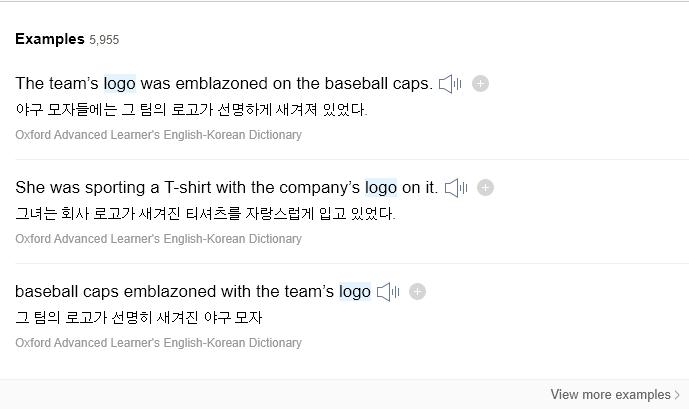 Examples 5,955
The team’s logo was emblazoned on the baseball caps.
야구 모자들에는 그 팀의 로고가 선명하게 새겨져 있었다.
Oxford Advanced Learner's English-Korean Dictionary
She was sporting a T-shirt with the company’s logo on it.
그녀는 회사 로고가 새겨진 티셔츠를 자랑스럽게 입고 있었다.
Oxford Advanced Learner's English-Korean Dictionary
baseball caps emblazoned with the team’s logo
그 팀의 로고가 선명히 새겨진 야구 모자
Oxford Advanced Learner's English-Korean Dictionary
View more examples